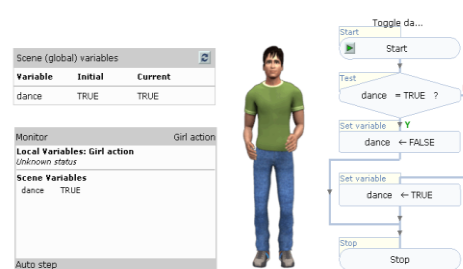 Scene (global) variables
Variable Initial Current
dance TRUE TRUE
Monitor Girl action
Local Variables: Girl action
Unknown status
Scene Variables
dance TRUE
Auto step
Toggle da...
Start
Start
Test
dance = TRUE ?
Y
Set variable
dance ← FALSE
Set variable
dance ← TRUE
Stop
Stop